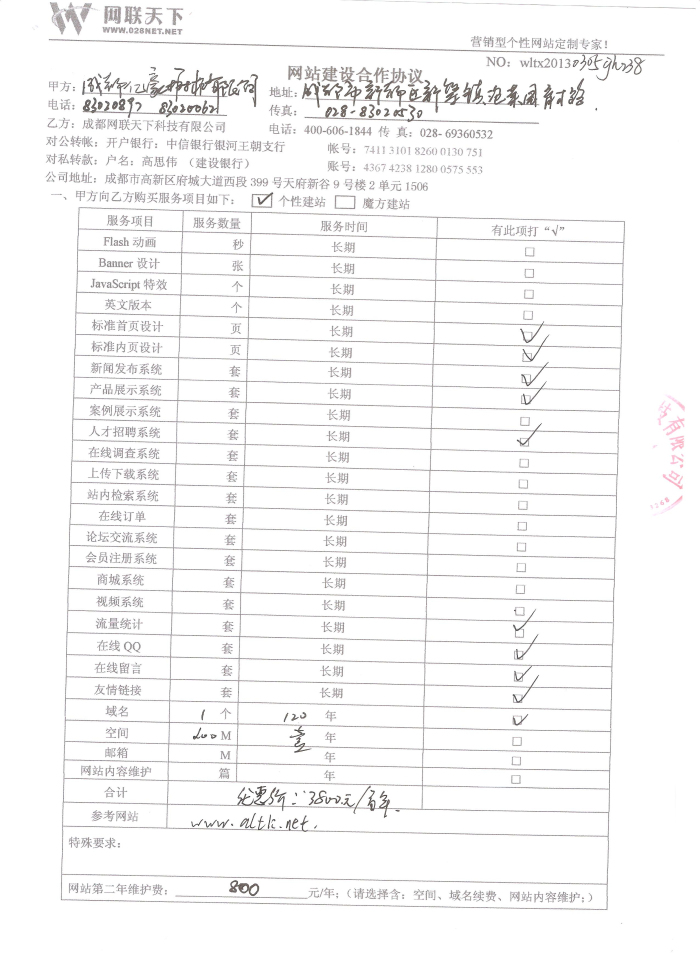 网联天下
WWW.028NET.NET
营销型个性网站定制专家！
NO: wltx20130305
网站建设合作协议
甲方：成都市亿豪 有限公司 地址：成都市新都区新繁镇
电话：83020892 83020621 传真：028-83020530
乙方：成都网联天下科技有限公司 电话：400-606-1844 传 真：028- 69360532
对公转帐：开户银行：中信银行银河王朝支行 帐号：7411 3101 8260 0130 751
对私转款：户名：高思伟 （建设银行） 账号：4367 4238 1280 0575 553
公司地址：成都市高新区府城大道西段 399 号天府新谷 9 号楼 2 单元 1506
一、甲方向乙方购买服务项目如下： ☑ 个性建站 □ 魔方建站
服务项目 服务数量 服务时间 有此项打“√”
Flash 动画 秒 长期 □
Banner 设计 张 长期 □
JavaScript 特效 个 长期 □
英文版本 个 长期 □
标准首页设计 页 长期 ☑
标准内页设计 页 长期 ☑
新闻发布系统 套 长期 ☑
产品展示系统 套 长期 ☑
案例展示系统 套 长期 □
人才招聘系统 套 长期 ☑
在线调查系统 套 长期 □
上传下载系统 套 长期 □
站内检索系统 套 长期 □
在线订单 套 长期 □
论坛交流系统 套 长期 □
会员注册系统 套 长期 □
商城系统 套 长期 □
视频系统 套 长期 □
流量统计 套 长期 ☑
在线 QQ 套 长期 ☑
在线留言 套 长期 ☑
友情链接 套 长期 ☑
域名 1 个 120 年 ☑
空间 200 M 壹 年 □
邮箱 M 年 □
网站内容维护 篇 年 □
合计 优惠价：3800元/首年.
参考网站 www.altk.net.
特殊要求：
网站第二年维护费： 800 元/年；（请选择含：空间、域名续费、网站内容维护；）
技有限公司